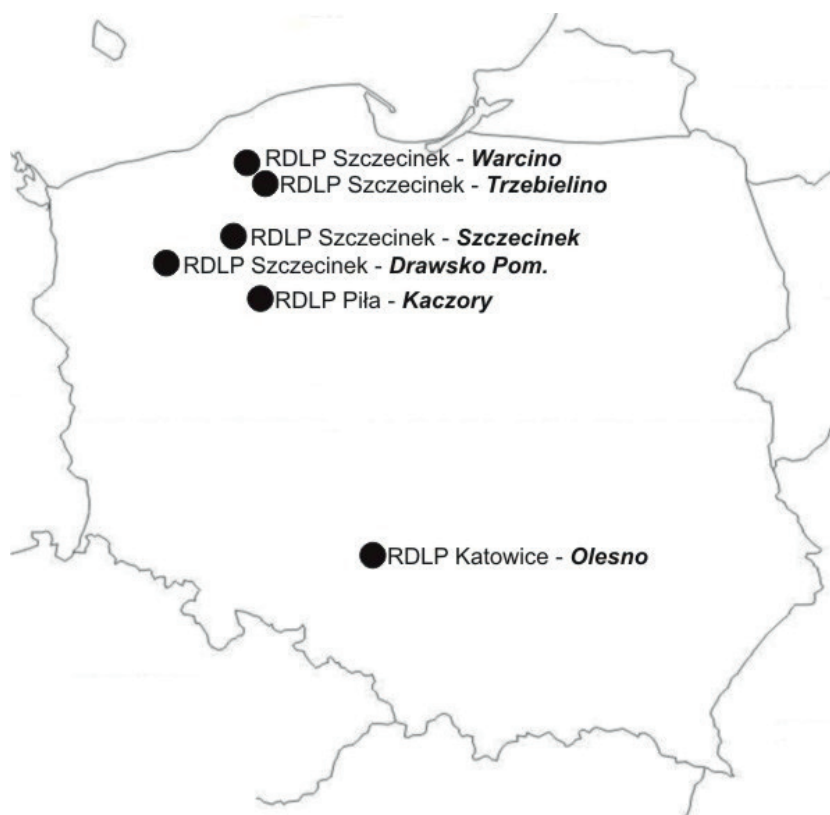 RDLP Szczecinek - Warcino
RDLP Szczecinek - Trzebielino
RDLP Szczecinek - Szczecinek
RDLP Szczecinek - Drawsko Pom.
RDLP Piła - Kaczory
RDLP Katowice - Olesno